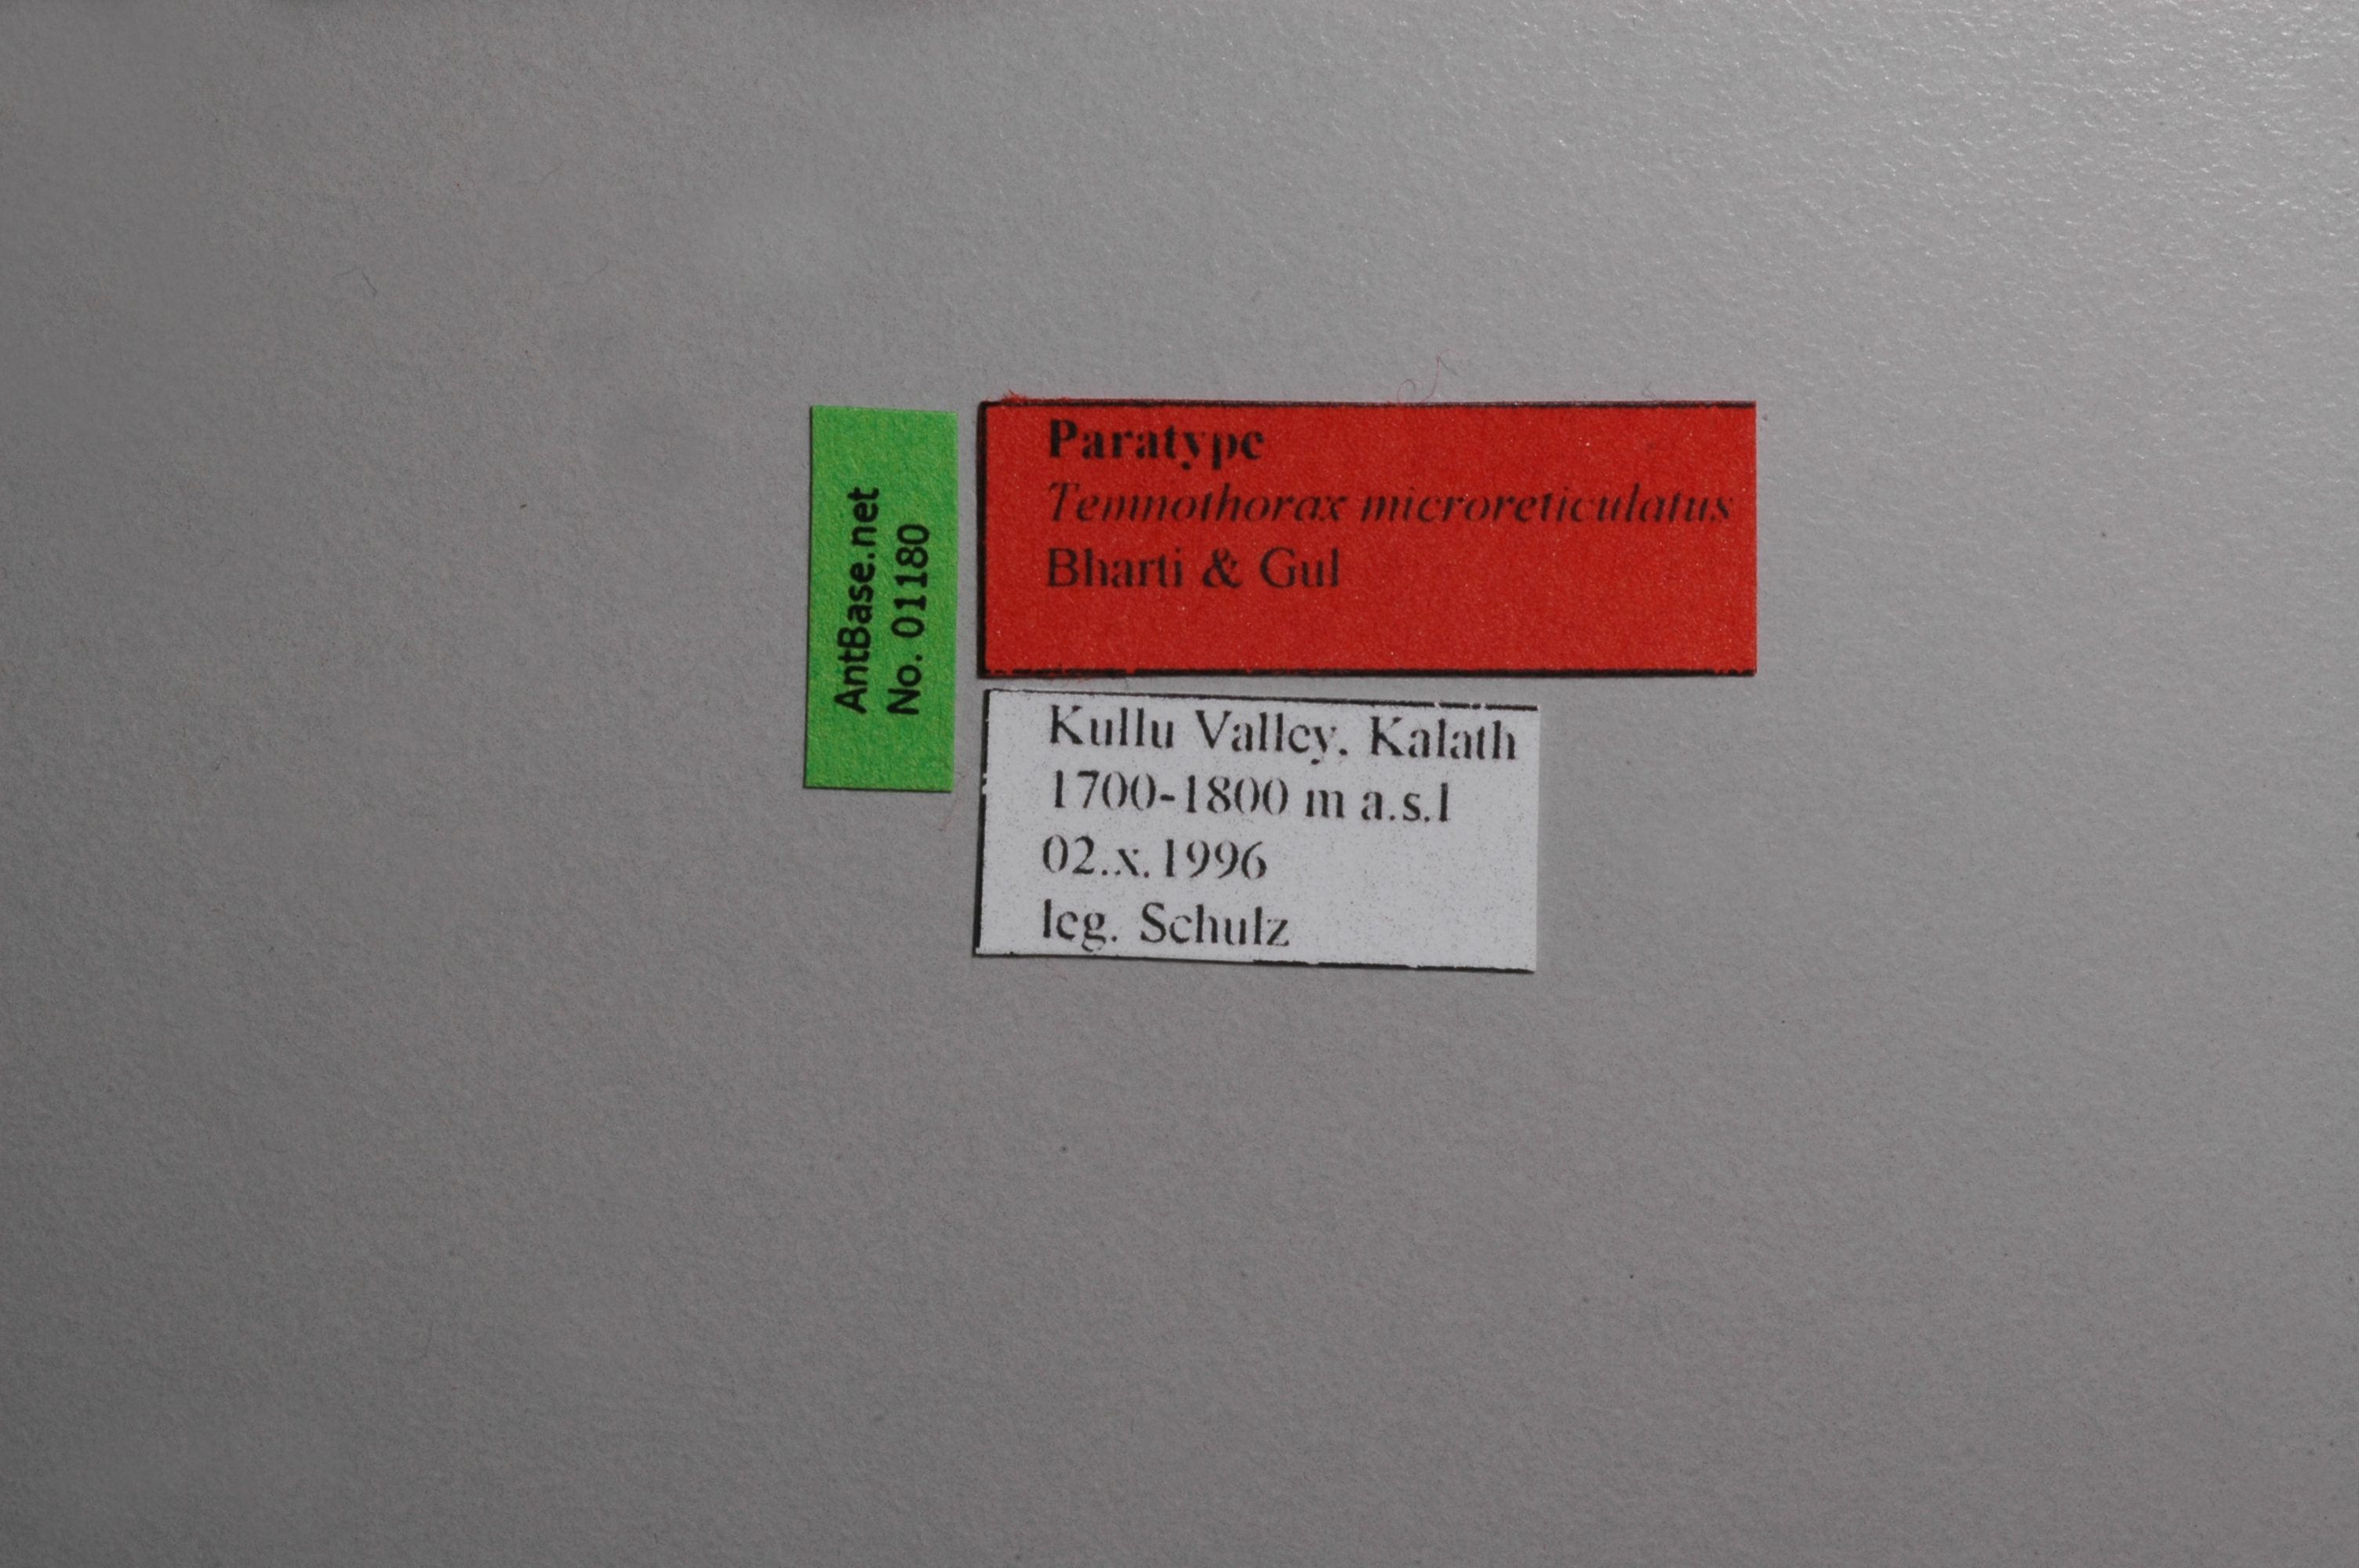 AntBase.net
No. 01180
Paratype
Temnothorax microreticulatus
Bharti & Gul
Kullu Valley, Kalath
1700-1800 m a.s.l
02.x.1996
leg. Schulz